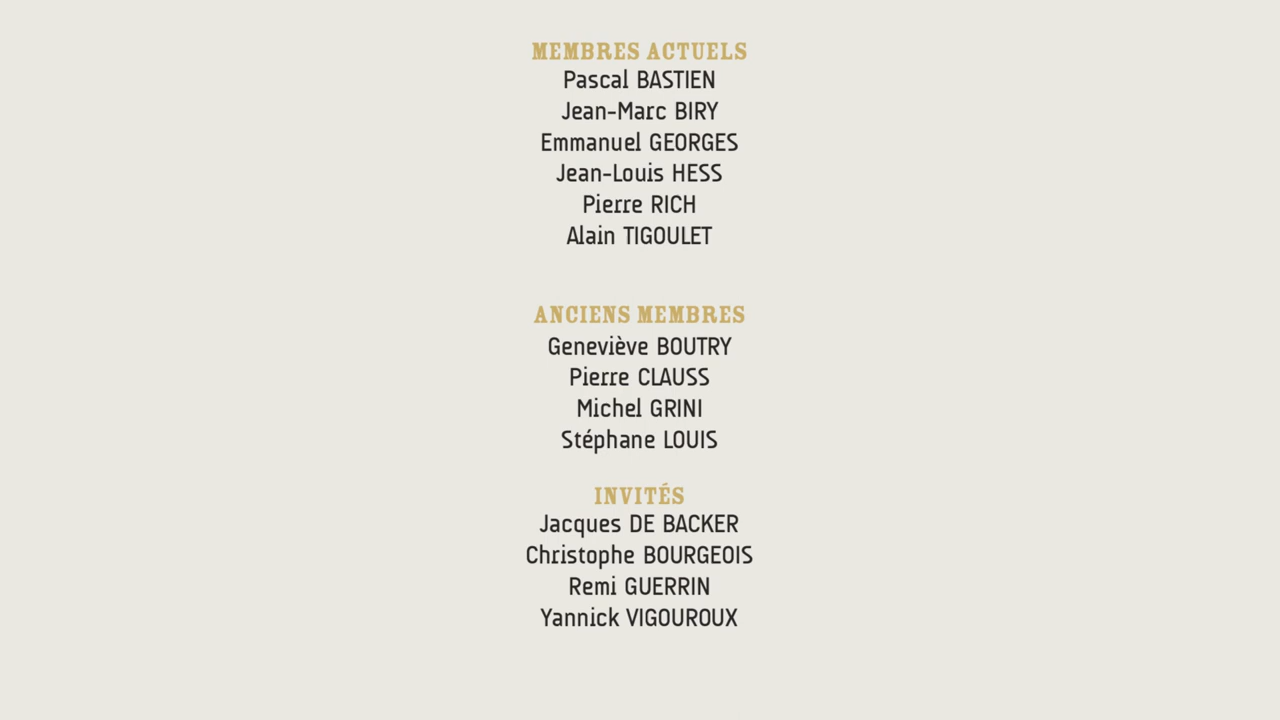 MEMBRES ACTUELS
Pascal BASTIEN
Jean-Marc BIRY
Emmanuel GEORGES
Jean-Louis HESS
Pierre RICH
Alain TIGOULET
ANCIENS MEMBRES
Geneviève BOUTRY
Pierre CLAUSS
Michel GRINI
Stéphane LOUIS
INVITÉS
Jacques DE BACKER
Christophe BOURGEOIS
Remi GUERRIN
Yannick VIGOUROUX